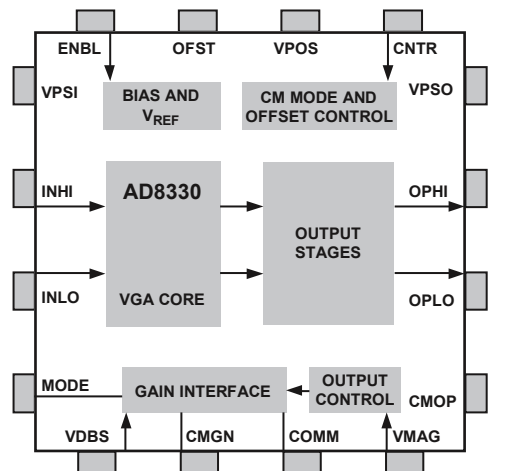 ENBL OFST VPOS CNTR
VPSI
BIAS AND
VREF
CM MODE AND
OFFSET CONTROL
VPSO
INHI
AD8330
VGA CORE
OUTPUT
STAGES
OPHI
INLO
OPLO
MODE
GAIN INTERFACE
OUTPUT
CONTROL
CMOP
VDBS CMGN COMM VMAG